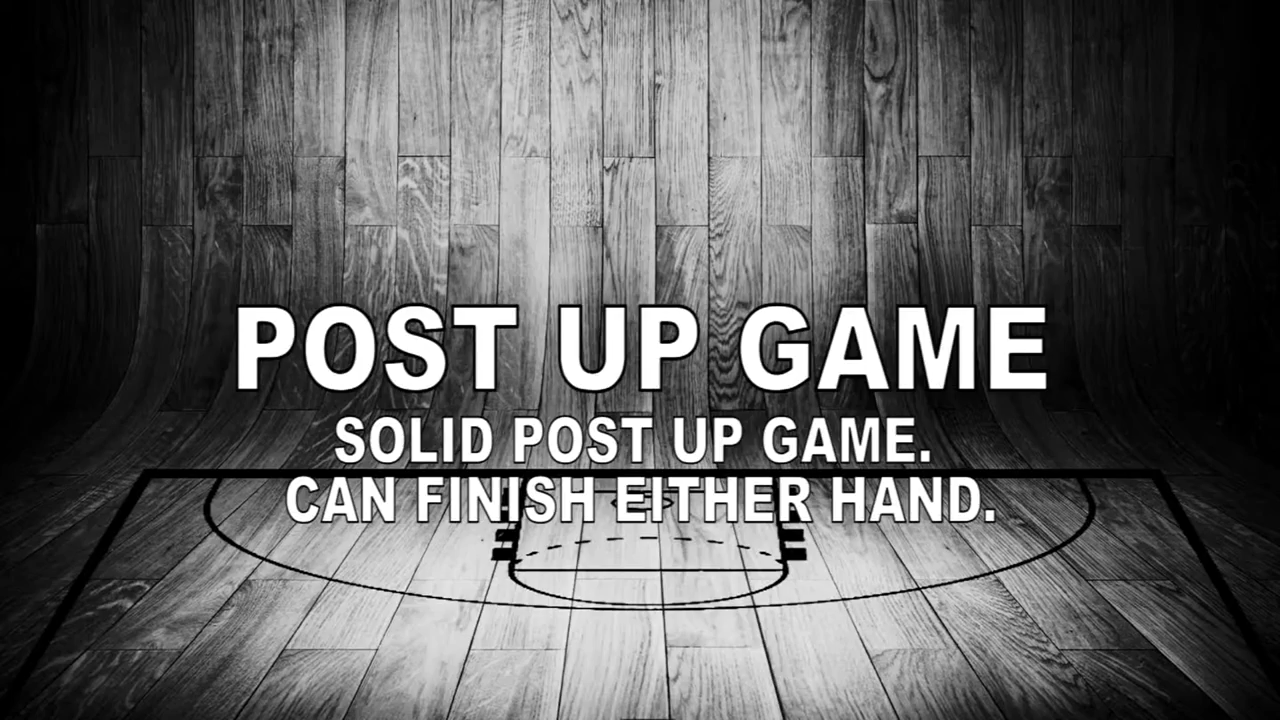 POST UP GAME
SOLID POST UP GAME.
CAN FINISH EITHER HAND.